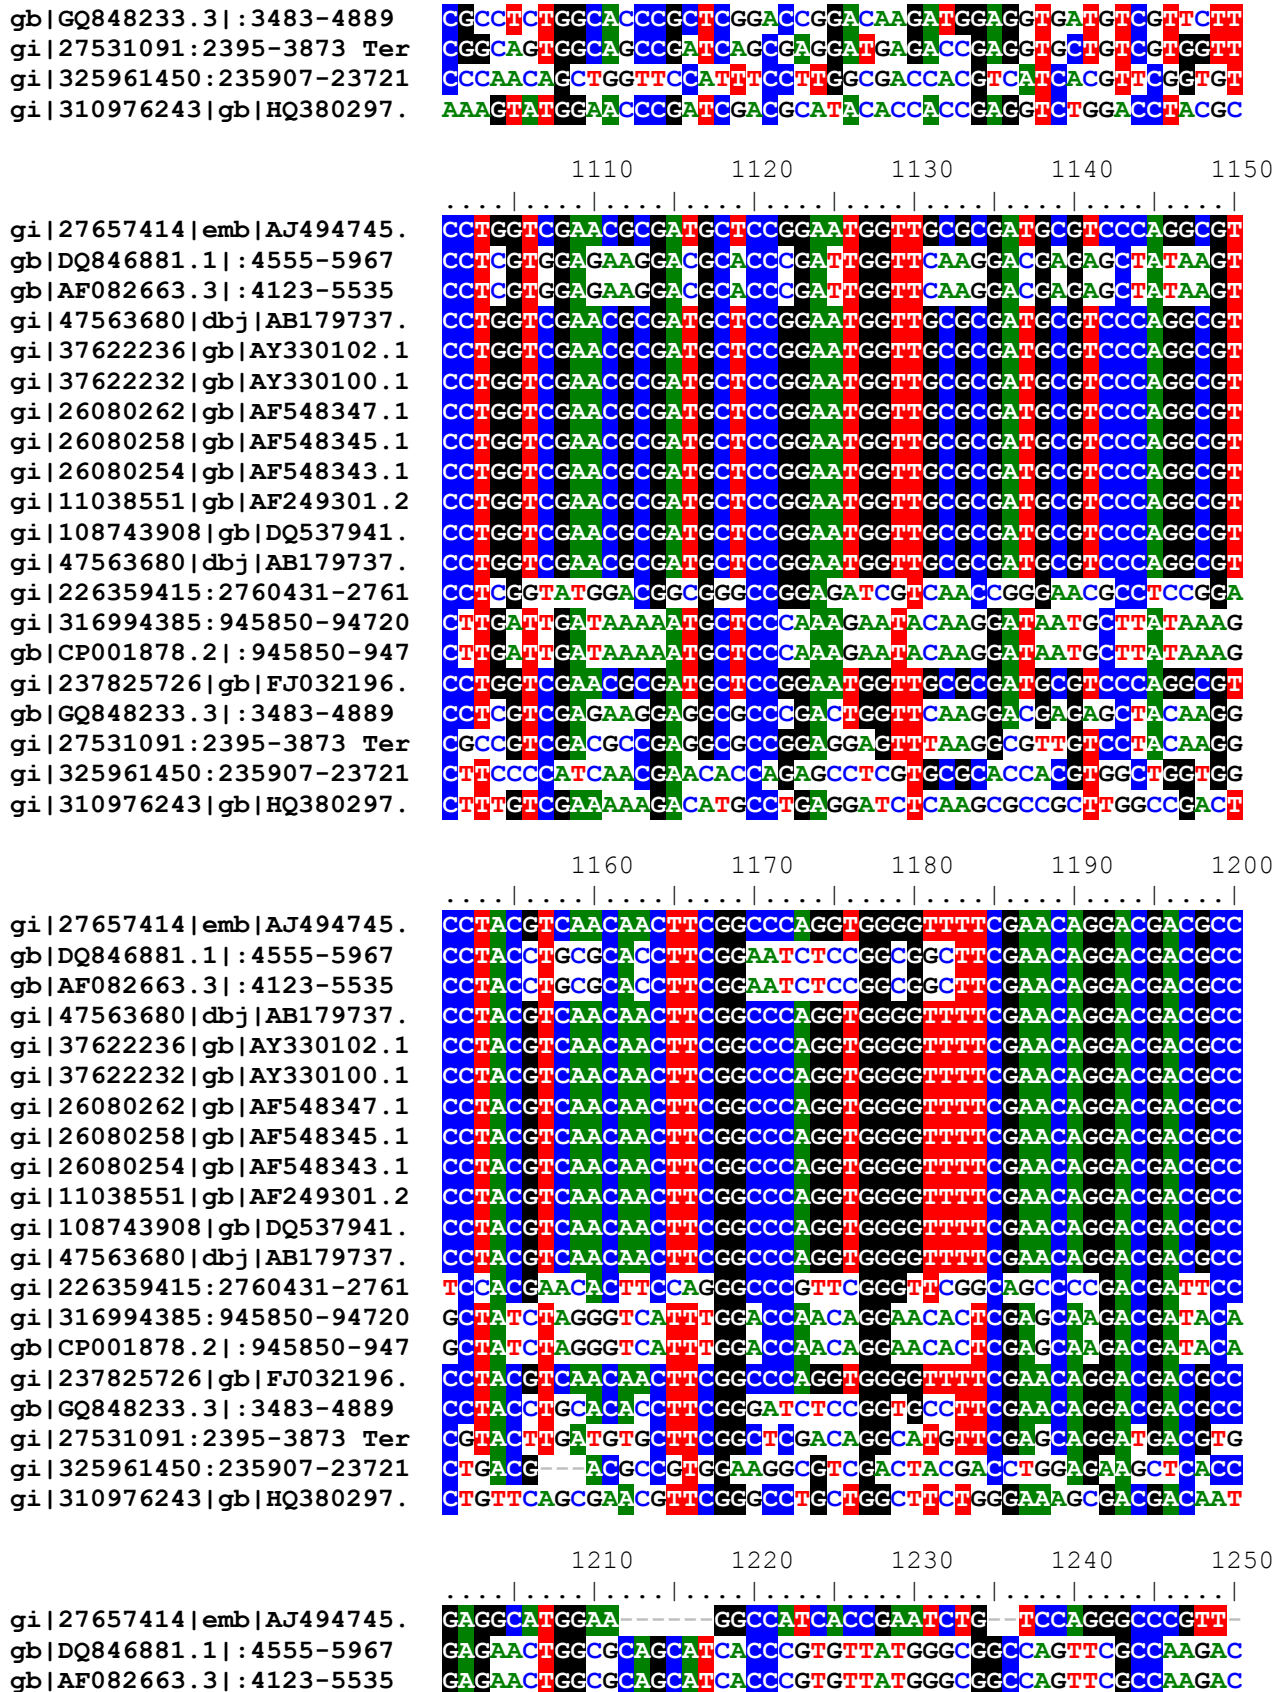 gb|GQ848233.3|:3483-4889 CGCCTCTGGCACCCGCTCGGACCGGACAAGATGGAGGTGATGTCGTTCTT
gi|27531091:2395-3873 Ter CGGCAGTGGCAGCCGATCAGCGAGGATGAGACCGAGGTGCTGTCGTGGTT
gi|325961450:235907-23721 CCCAACAGCTGGTTCCATTTCCTTGGCGACCACGTCATCACGTTCGGTGT
gi|310976243|gb|HQ380297. AAAGTATGGAACCCGATCGACGCATACACCACCGAGGTCTGGACCTACGC
1110 1120 1130 1140 1150
....|....|....|....|....|....|....|....|....|....|
gi|27657414|emb|AJ494745. CCTGGTCGAACGCGATGCTCCGGAATGGTTGCGCGATGCGTCCCAGGCGT
gb|DQ846881.1|:4555-5967 CCTCGTGGAGAAGGACGCACCCGATTGGTTCAAGGACGAGAGCTATAAGT
gb|AF082663.3|:4123-5535 CCTCGTGGAGAAGGACGCACCCGATTGGTTCAAGGACGAGAGCTATAAGT
gi|47563680|dbj|AB179737. CCTGGTCGAACGCGATGCTCCGGAATGGTTGCGCGATGCGTCCCAGGCGT
gi|37622236|gb|AY330102.1 CCTGGTCGAACGCGATGCTCCGGAATGGTTGCGCGATGCGTCCCAGGCGT
gi|37622232|gb|AY330100.1 CCTGGTCGAACGCGATGCTCCGGAATGGTTGCGCGATGCGTCCCAGGCGT
gi|26080262|gb|AF548347.1 CCTGGTCGAACGCGATGCTCCGGAATGGTTGCGCGATGCGTCCCAGGCGT
gi|26080258|gb|AF548345.1 CCTGGTCGAACGCGATGCTCCGGAATGGTTGCGCGATGCGTCCCAGGCGT
gi|26080254|gb|AF548343.1 CCTGGTCGAACGCGATGCTCCGGAATGGTTGCGCGATGCGTCCCAGGCGT
gi|11038551|gb|AF249301.2 CCTGGTCGAACGCGATGCTCCGGAATGGTTGCGCGATGCGTCCCAGGCGT
gi|108743908|gb|DQ537941. CCTGGTCGAACGCGATGCTCCGGAATGGTTGCGCGATGCGTCCCAGGCGT
gi|47563680|dbj|AB179737. CCTGGTCGAACGCGATGCTCCGGAATGGTTGCGCGATGCGTCCCAGGCGT
gi|226359415:2760431-2761 CCTCGGTATGGACGGCGGGCCGGAGATCGTCAACCGGGAACGCCTCCGGA
gi|316994385:945850-94720 CTTGATTGATAAAAATGCTCCCAAAGAATACAAGGATAATGCTTATAAAG
gb|CP001878.2|:945850-947 CTTGATTGATAAAAATGCTCCCAAAGAATACAAGGATAATGCTTATAAAG
gi|237825726|gb|FJ032196. CCTGGTCGAACGCGATGCTCCGGAATGGTTGCGCGATGCGTCCCAGGCGT
gb|GQ848233.3|:3483-4889 CCTCGTCGAGAAGGAGGCGCCCGACTGGTTCAAGGACGAGAGCTACAAGG
gi|27531091:2395-3873 Ter CGCCGTCGACGCCGAGGCGCCGGAGGAGTTTAAGGCGTTGTCCTACAAGG
gi|325961450:235907-23721 CTTCCCCATCAACGAACACCAGAGCCTCGTGCGCACCACGTGGCTGGTGG
gi|310976243|gb|HQ380297. CTTTGTCGAAAAAGACATGCCTGAGGATCTCAAGCGCCGCTTGGCCGACT
1160 1170 1180 1190 1200
....|....|....|....|....|....|....|....|....|....|
gi|27657414|emb|AJ494745. CCTACGTCAACAACTTCGGCCCAGGTGGGGTTTTCGAACAGGACGACGCC
gb|DQ846881.1|:4555-5967 CCTACCTGCGCACCTTCGGAATCTCCGGCGGCTTCGAACAGGACGACGCC
gb|AF082663.3|:4123-5535 CCTACCTGCGCACCTTCGGAATCTCCGGCGGCTTCGAACAGGACGACGCC
gi|47563680|dbj|AB179737. CCTACGTCAACAACTTCGGCCCAGGTGGGGTTTTCGAACAGGACGACGCC
gi|37622236|gb|AY330102.1 CCTACGTCAACAACTTCGGCCCAGGTGGGGTTTTCGAACAGGACGACGCC
gi|37622232|gb|AY330100.1 CCTACGTCAACAACTTCGGCCCAGGTGGGGTTTTCGAACAGGACGACGCC
gi|26080262|gb|AF548347.1 CCTACGTCAACAACTTCGGCCCAGGTGGGGTTTTCGAACAGGACGACGCC
gi|26080258|gb|AF548345.1 CCTACGTCAACAACTTCGGCCCAGGTGGGGTTTTCGAACAGGACGACGCC
gi|26080254|gb|AF548343.1 CCTACGTCAACAACTTCGGCCCAGGTGGGGTTTTCGAACAGGACGACGCC
gi|11038551|gb|AF249301.2 CCTACGTCAACAACTTCGGCCCAGGTGGGGTTTTCGAACAGGACGACGCC
gi|108743908|gb|DQ537941. CCTACGTCAACAACTTCGGCCCAGGTGGGGTTTTCGAACAGGACGACGCC
gi|47563680|dbj|AB179737. CCTACGTCAACAACTTCGGCCCAGGTGGGGTTTTCGAACAGGACGACGCC
gi|226359415:2760431-2761 TCCACGAACACTTCCAGGGCCCGTTCGGGTTCGGCAGCCCCGACGATTCC
gi|316994385:945850-94720 GCTATCTAGGGTCATTTGGACCAACAGGAACACTCGAGCAAGACGATACA
gb|CP001878.2|:945850-947 GCTATCTAGGGTCATTTGGACCAACAGGAACACTCGAGCAAGACGATACA
gi|237825726|gb|FJ032196. CCTACGTCAACAACTTCGGCCCAGGTGGGGTTTTCGAACAGGACGACGCC
gb|GQ848233.3|:3483-4889 CCTACCTGCACACCTTCGGGATCTCCGGTGCCTTCGAACAGGACGACGCC
gi|27531091:2395-3873 Ter CGTACTTGATGTGCTTCGGCTCGACAGGCATGTTCGAGCAGGATGACGTG
gi|325961450:235907-23721 CTGACG---ACGCCGTGGAAGGCGTCGACTACGACCTGGAGAAGCTCACC
gi|310976243|gb|HQ380297. CTGTTCAGCGAACGTTCGGGCCTGCTGGCTTCTGGGAAAGCGACGACAAT
1210 1220 1230 1240 1250
....|....|....|....|....|....|....|....|....|....|
gi|27657414|emb|AJ494745. GAGGCATGGAA------GGCCATCACCGAATCTG--TCCAGGGCCCGTT-
gb|DQ846881.1|:4555-5967 GAGAACTGGCGCAGCATCACCCGTGTTATGGGCGGCCAGTTCGCCAAGAC
gb|AF082663.3|:4123-5535 GAGAACTGGCGCAGCATCACCCGTGTTATGGGCGGCCAGTTCGCCAAGAC